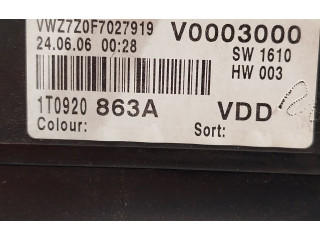 VWZ7Z0F7027919 V0003000
24.06.06 00:28 SW 1610
HW 003
1T0920 863A VDD
Colour: Sort: